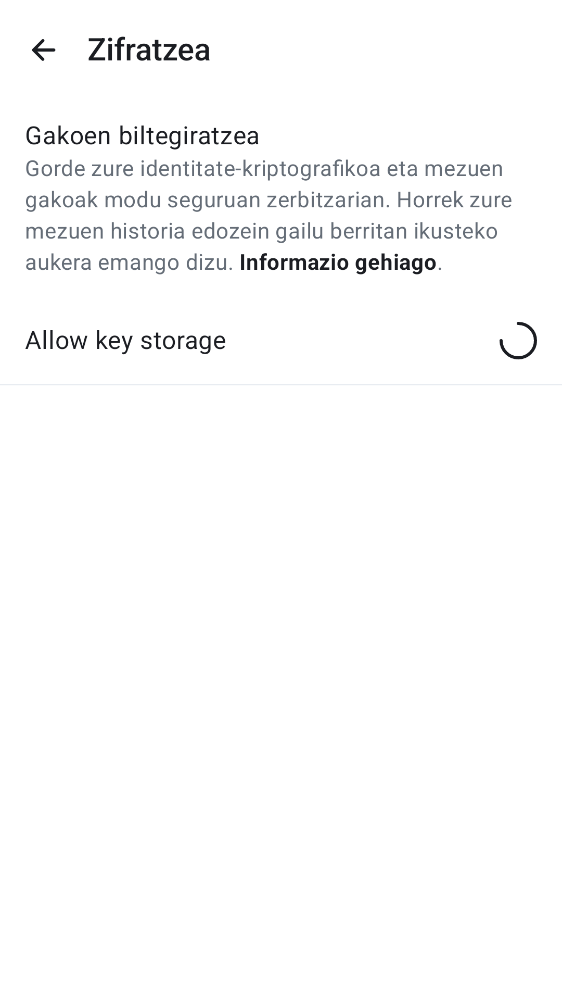 Zifratzea
Gakoen biltegiratzea
Gorde zure identitate-kriptografikoa eta mezuen
gakoak modu seguruan zerbitzarian. Horrek zure
mezuen historia edozein gailu berritan ikusteko
aukera emango dizu. Informazio gehiago.
Allow key storage